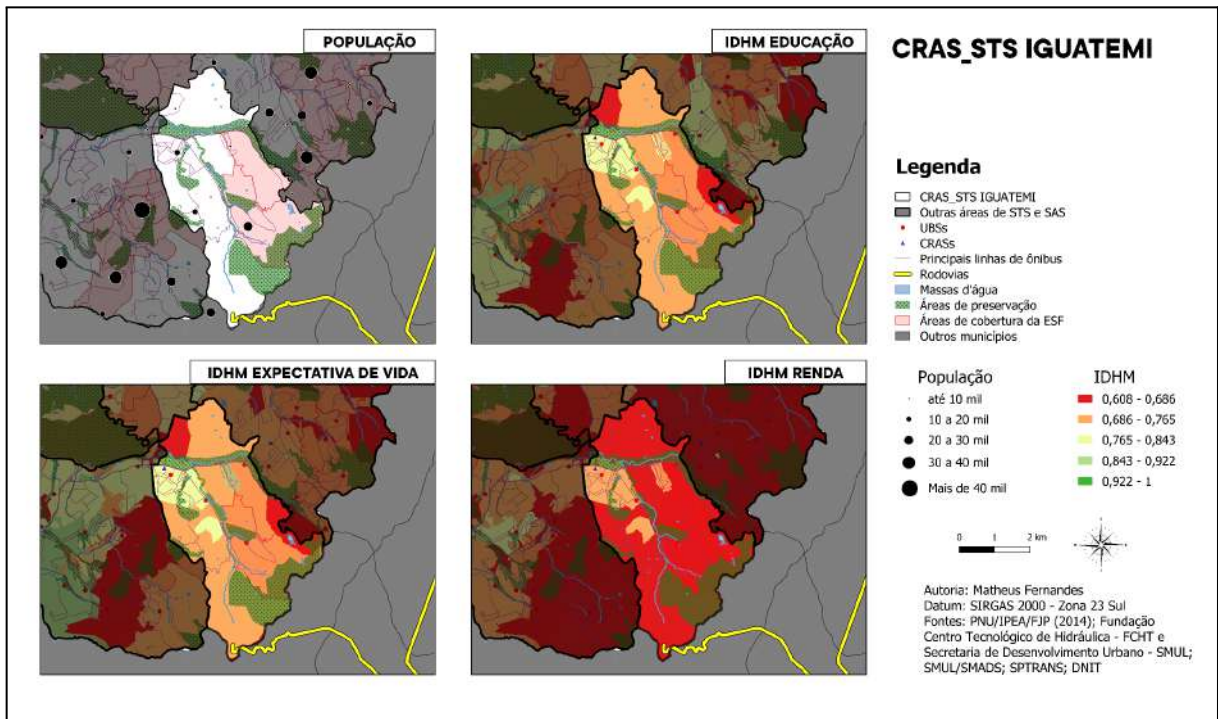 POPULAÇÃO
IDHM EDUCAÇÃO
IDHM EXPECTATIVA DE VIDA
IDHM RENDA
CRAS_STS IGUATEMI
Legenda
CRAS_STS IGUATEMI
Outras áreas de STS e SAS
UBSs
CRASs
Principais linhas de ônibus
Rodovias
Massas d'água
Áreas de preservação
Áreas de cobertura da ESF
Outros municípios
População
até 10 mil
10 a 20 mil
20 a 30 mil
30 a 40 mil
Mais de 40 mil
IDHM
0,608 - 0,686
0,686 - 0,765
0,765 - 0,843
0,843 - 0,922
0,922 - 1
0 1 2 km
Autoria: Matheus Fernandes
Datum: SIRGAS 2000 - Zona 23 Sul
Fontes: PNU/IPEA/FJP (2014); Fundação
Centro Tecnológico de Hidráulica - FCHT e
Secretaria de Desenvolvimento Urbano - SMUL;
SMUL/SMADS; SPTRANS; DNIT